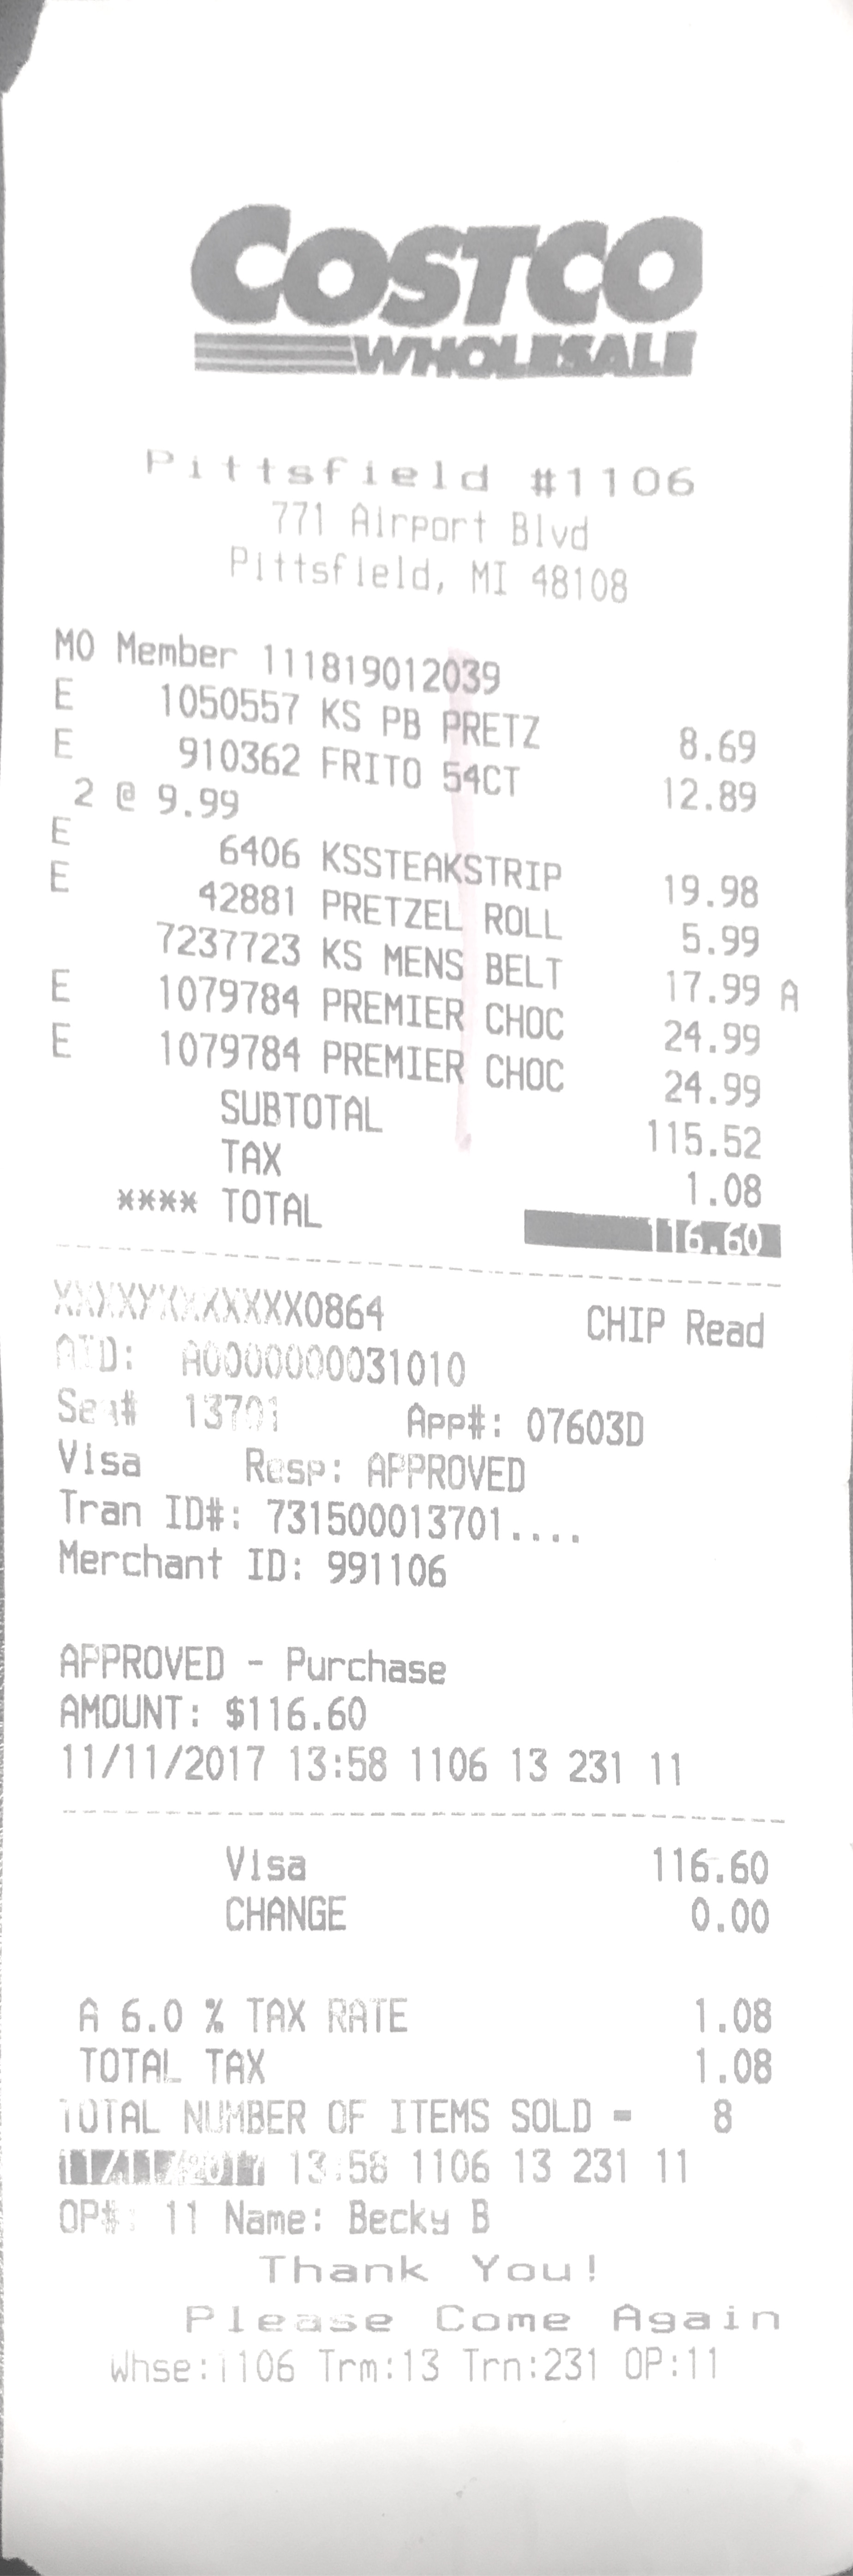 COSTCO
WHOLESALE
Pittsfield #1106
771 Airport Blvd
Pittsfield, MI 48108
MO Member 111819012039
E 1050557 KS PB PRETZ 8.69
E 910362 FRITO 54CT 12.89
2 @ 9.99
E 6406 KSSTEAKSTRIP 19.98
E 42881 PRETZEL ROLL 5.99
7237723 KS MENS BELT 17.99 A
E 1079784 PREMIER CHOC 24.99
E 1079784 PREMIER CHOC 24.99
SUBTOTAL 115.52
TAX 1.08
**** TOTAL 116.60
XXXXXXXXXXXX0864 CHIP Read
AID: A0000000031010
Seq# 13701 App#: 07603D
Visa Resp: APPROVED
Tran ID#: 731500013701....
Merchant ID: 991106
APPROVED - Purchase
AMOUNT: $116.60
11/11/2017 13:58 1106 13 231 11
Visa 116.60
CHANGE 0.00
A 6.0 % TAX RATE 1.08
TOTAL TAX 1.08
TOTAL NUMBER OF ITEMS SOLD = 8
11/11/2017 13:58 1106 13 231 11
OP#: 11 Name: Becky B
Thank You!
Please Come Again
Whse:1106 Trm:13 Trn:231 OP:11